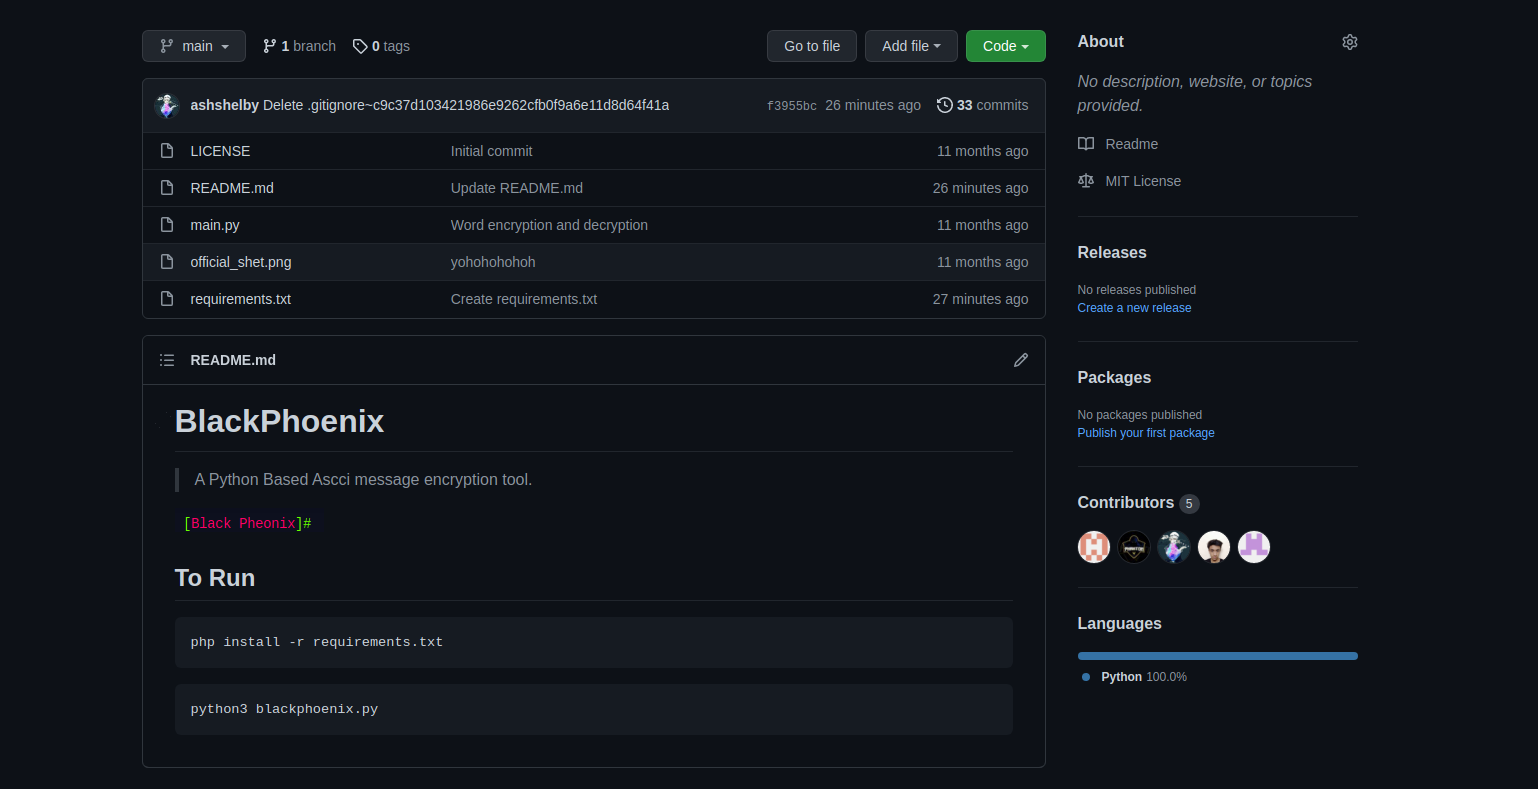 main
1 branch
0 tags
Go to file
Add file
Code
ashshelby Delete .gitignore~c9c37d103421986e9262cfb0f9a6e11d8d64f41a f3955bc 26 minutes ago 33 commits
LICENSE Initial commit 11 months ago
README.md Update README.md 26 minutes ago
main.py Word encryption and decryption 11 months ago
official_shet.png yohohohohoh 11 months ago
requirements.txt Create requirements.txt 27 minutes ago
README.md
BlackPhoenix
A Python Based Ascci message encryption tool.
[Black Pheonix]#
To Run
php install -r requirements.txt
python3 blackphoenix.py
About
No description, website, or topics
provided.
Readme
MIT License
Releases
No releases published
Create a new release
Packages
No packages published
Publish your first package
Contributors 5
Languages
Python 100.0%